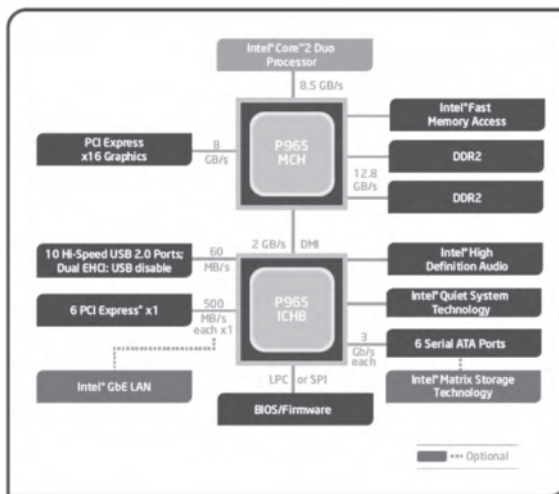 Intel® Core™2 Duo
Processor
8.5 GB/s
P965
MCH
PCI Express
x16 Graphics
8
GB/s
Intel® Fast
Memory Access
DDR2
12.8
GB/s
DDR2
2 GB/s
DMI
10 Hi-Speed USB 2.0 Ports;
Dual EHCI: USB disable
60
MB/s
6 PCI Express® x1
500
MB/s
each x1
Intel® GbE LAN
P965
ICH8
Intel® High
Definition Audio
Intel® Quiet System
Technology
3
Gb/s
each
6 Serial ATA Ports
Intel® Matrix Storage
Technology
LPC or SPI
BIOS/Firmware
Optional